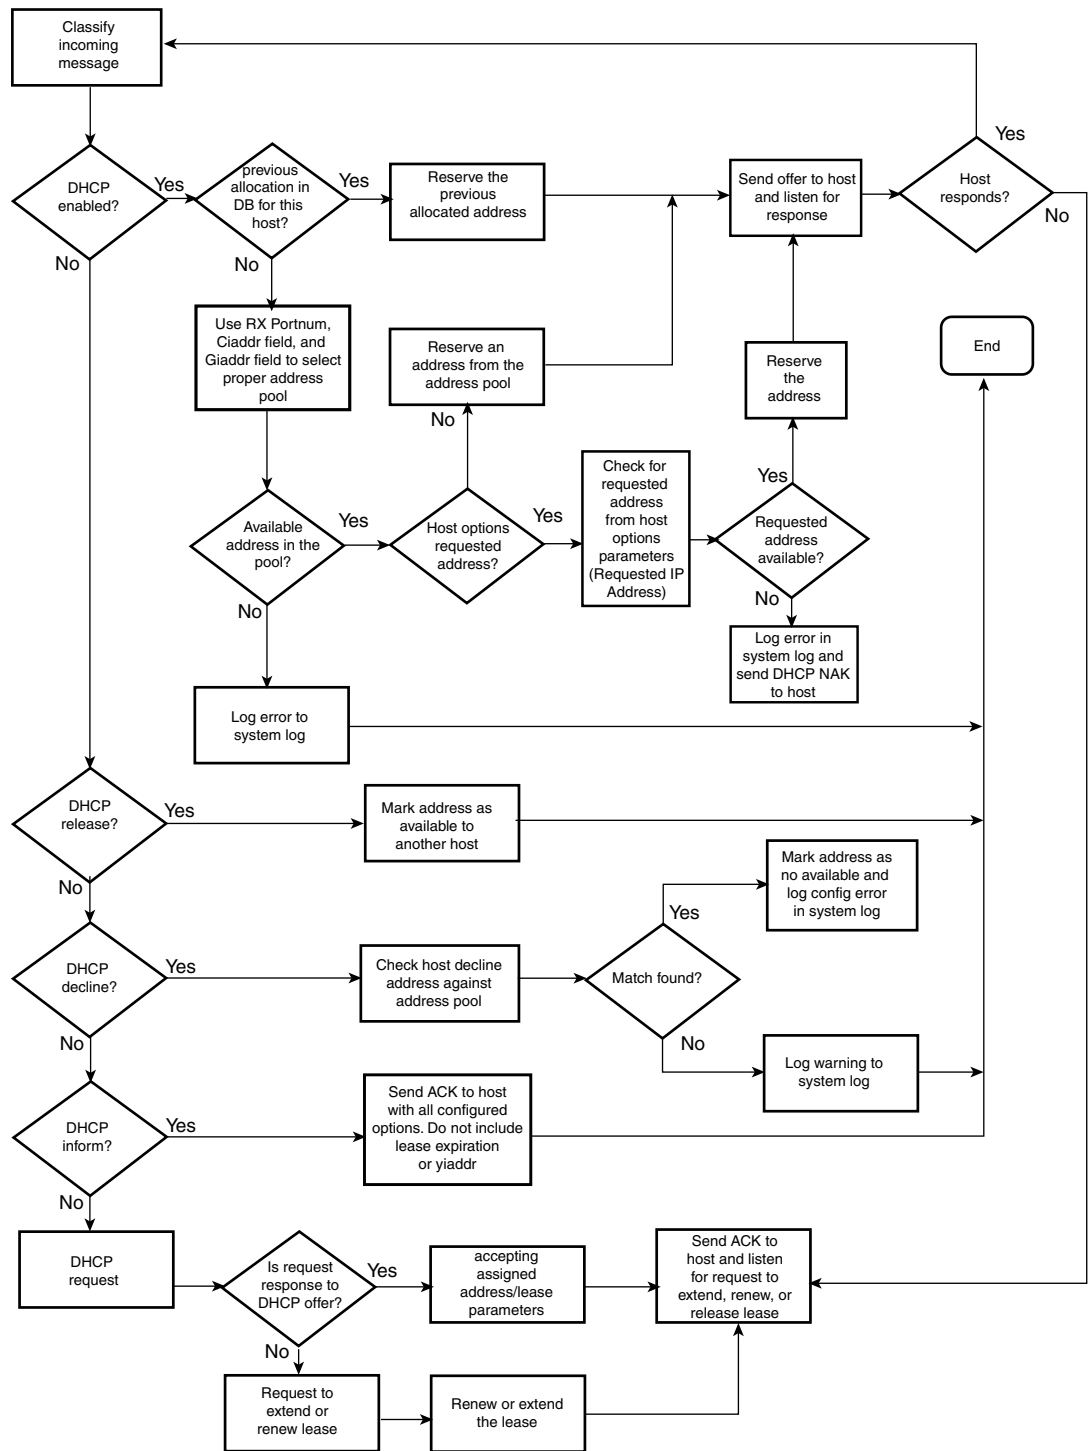 Classify
incoming
message
Yes
DHCP
enabled?
Yes
previous
allocation in
DB for this
host?
Yes
Reserve the
previous
allocated address
Send offer to host
and listen for
response
Host
responds?
No
No
No
Use RX Portnum,
Ciaddr field, and
Giaddr field to select
proper address
pool
Reserve an
address from the
address pool
Reserve
the
address
End
No
Available
address in the
pool?
Yes
Host options
requested
address?
Yes
Check for
requested
address
from host
options
parameters
(Requested IP
Address)
Yes
Requested
address
available?
No
No
Log error in
system log and
send DHCP NAK
to host
Log error to
system log
DHCP
release?
Yes
Mark address as
available to
another host
No
Mark address as
no available and
log config error
in system log
Yes
DHCP
decline?
Yes
Check host decline
address against
address pool
Match found?
No
No
Log warning to
system log
DHCP
inform?
Yes
Send ACK to host
with all configured
options. Do not include
lease expiration
or yiaddr
No
DHCP
request
Is request
response to
DHCP offer?
Yes
accepting
assigned
address/lease
parameters
Send ACK to
host and listen
for request to
extend, renew, or
release lease
No
Request to
extend or
renew lease
Renew or extend
the lease